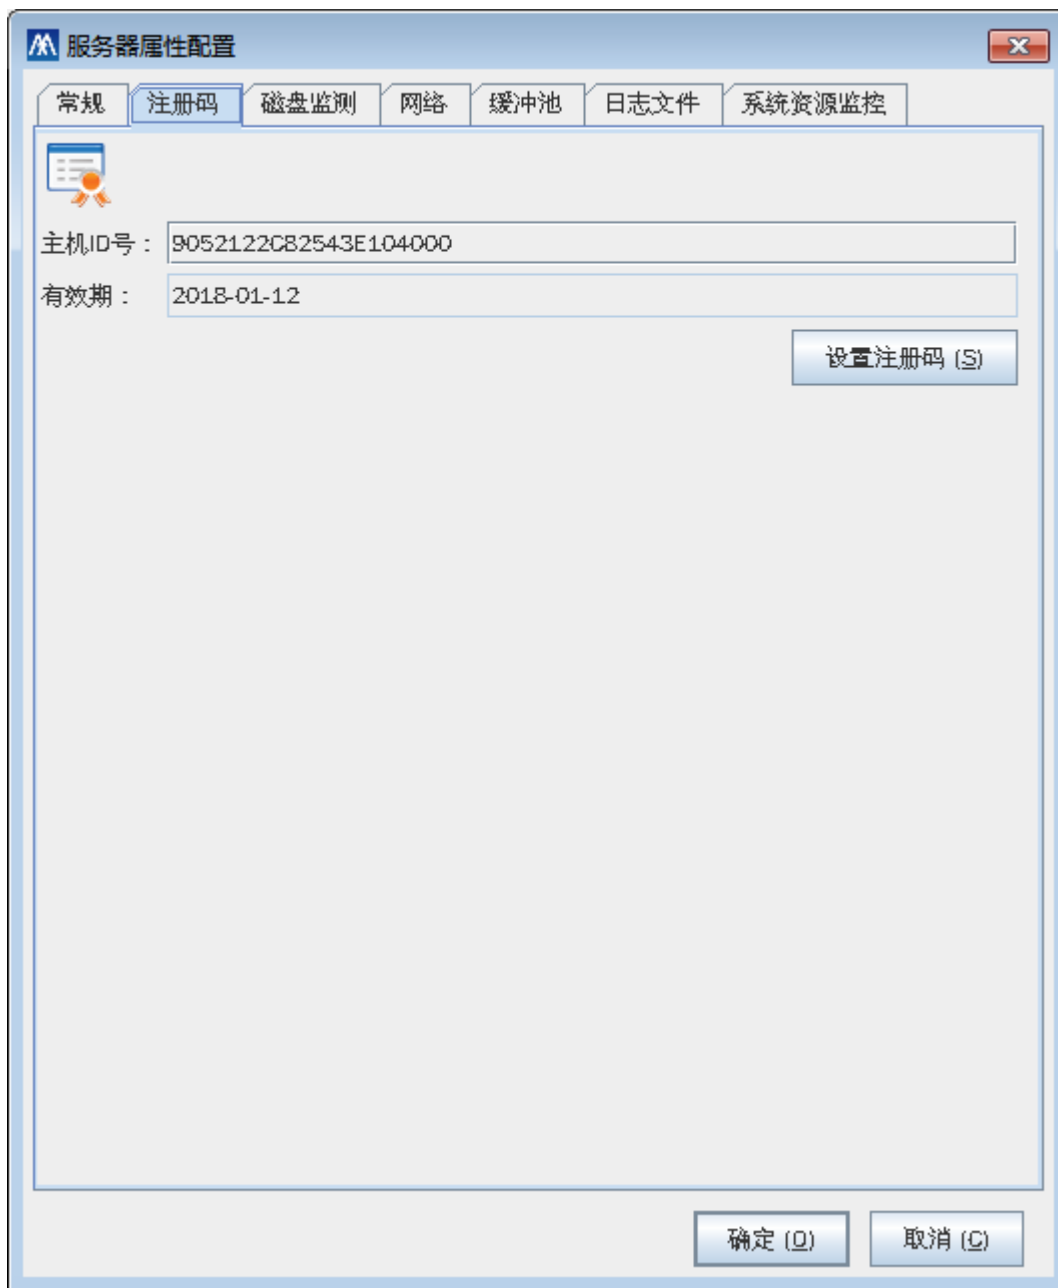 服务器属性配置
常规 注册码 磁盘监测 网络 缓冲池 日志文件 系统资源监控
主机ID号： 9052122C82543E104000
有效期： 2018-01-12
设置注册码 (S)
确定 (O) 取消 (C)